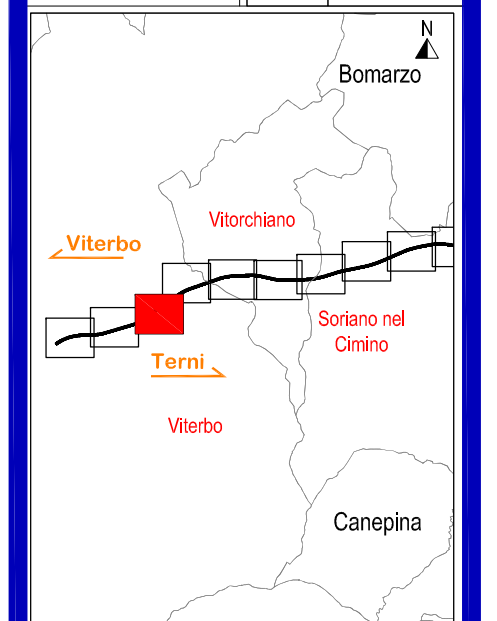 N
Bomarzo
Vitorchiano
Viterbo
Soriano nel
Cimino
Terni
Viterbo
Canepina